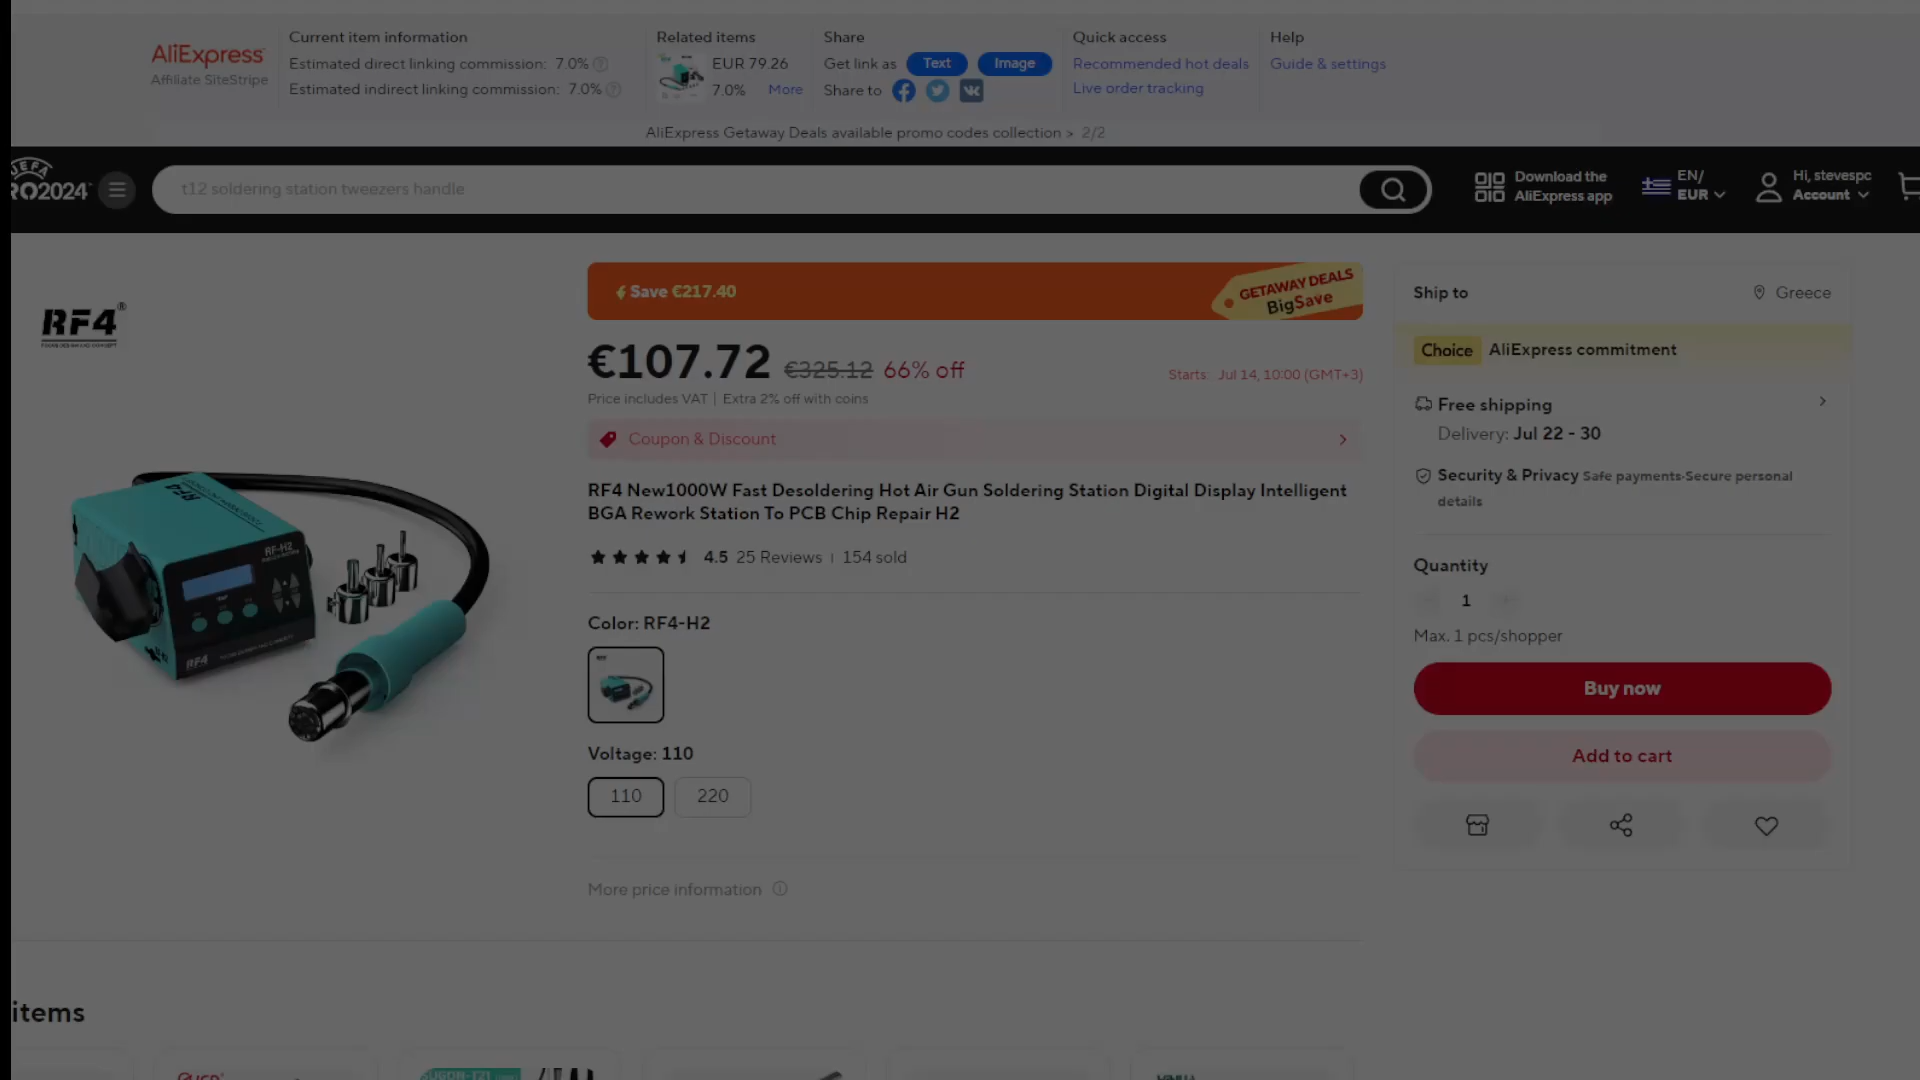 AliExpress
Affiliate SiteStripe
Current item information
Estimated direct linking commission: 7.0%
Estimated indirect linking commission: 7.0%
Related items
EUR 79.26
7.0% More
Share
Get link as Text Image
Share to
Quick access
Recommended hot deals
Live order tracking
Help
Guide & settings
AliExpress Getaway Deals available promo codes collection > 2/2
UEFA
RO2024
t12 soldering station tweezers handle
Download the
AliExpress app
EN/
EUR
Hi, stevespc
Account
Save €217.40
GETAWAY DEALS
BigSave
€107.72 €325.12 66% off
Starts: Jul 14, 10:00 (GMT+3)
Price includes VAT | Extra 2% off with coins
Coupon & Discount
RF4 New1000W Fast Desoldering Hot Air Gun Soldering Station Digital Display Intelligent
BGA Rework Station To PCB Chip Repair H2
4.5 25 Reviews | 154 sold
Color: RF4-H2
Voltage: 110
110 220
More price information
RF4®
RF4
RF-H2
RF4
Ship to
Greece
Choice AliExpress commitment
Free shipping
Delivery: Jul 22 - 30
Security & Privacy Safe payments·Secure personal
details
Quantity
- 1 +
Max. 1 pcs/shopper
Buy now
Add to cart
items
SUGON-T21